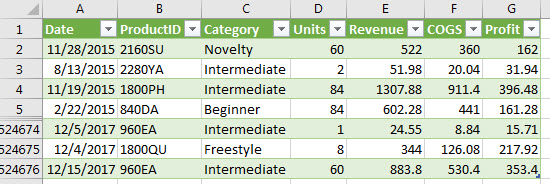 A B C D E F G
1 Date ProductID Category Units Revenue COGS Profit
2 11/28/2015 2160SU Novelty 60 522 360 162
3 8/13/2015 2280YA Intermediate 2 51.98 20.04 31.94
4 11/19/2015 1800PH Intermediate 84 1307.88 911.4 396.48
5 2/22/2015 840DA Beginner 84 602.28 441 161.28
524674 12/5/2017 960EA Intermediate 1 24.55 8.84 15.71
524675 12/4/2017 1800QU Freestyle 8 344 126.08 217.92
524676 12/15/2017 960EA Intermediate 60 883.8 530.4 353.4